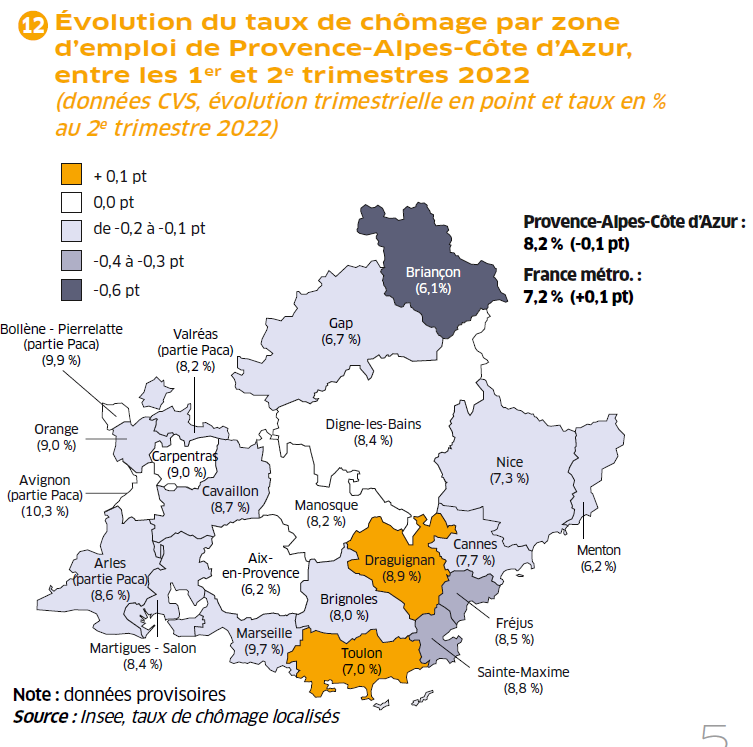 12 Évolution du taux de chômage par zone
d'emploi de Provence-Alpes-Côte d'Azur,
entre les 1er et 2e trimestres 2022
(données CVS, évolution trimestrielle en point et taux en %
au 2e trimestre 2022)
+ 0,1 pt
0,0 pt
de -0,2 à -0,1 pt
-0,4 à -0,3 pt
-0,6 pt
Provence-Alpes-Côte d'Azur :
8,2 % (-0,1 pt)
France métro. :
7,2 % (+0,1 pt)
Briançon
(6,1%)
Gap
(6,7 %)
Bollène - Pierrelatte
(partie Paca)
(9,9 %)
Valréas
(partie Paca)
(8,2 %)
Orange
(9,0 %)
Carpentras
(9,0 %)
Digne-les-Bains
(8,4 %)
Nice
(7,3 %)
Avignon
(partie Paca)
(10,3 %)
Cavaillon
(8,7 %)
Manosque
(8,2 %)
Menton
(6,2 %)
Cannes
(7,7 %)
Draguignan
(8,9 %)
Aix-
en-Provence
(6,2 %)
Arles
(partie Paca)
(8,6 %)
Brignoles
(8,0 %)
Fréjus
(8,5 %)
Martigues - Salon
(8,4 %)
Marseille
(9,7 %)
Toulon
(7,0 %)
Sainte-Maxime
(8,8 %)
Note : données provisoires
Source : Insee, taux de chômage localisés
5